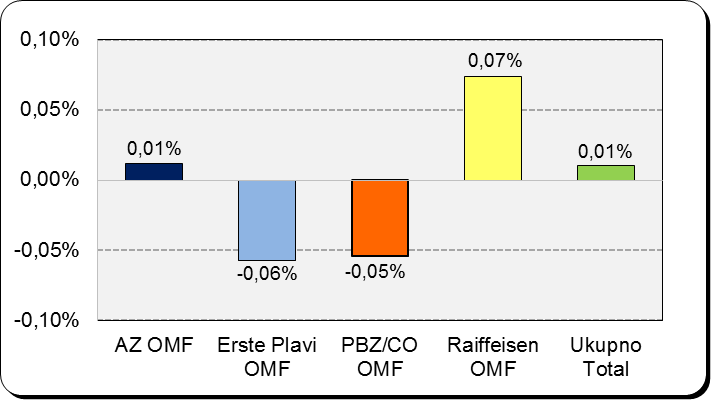 0,10%
0,05%
0,00%
-0,05%
-0,10%
0,01%
-0,06%
-0,05%
0,07%
0,01%
AZ OMF
Erste Plavi
OMF
PBZ/CO
OMF
Raiffeisen
OMF
Ukupno
Total